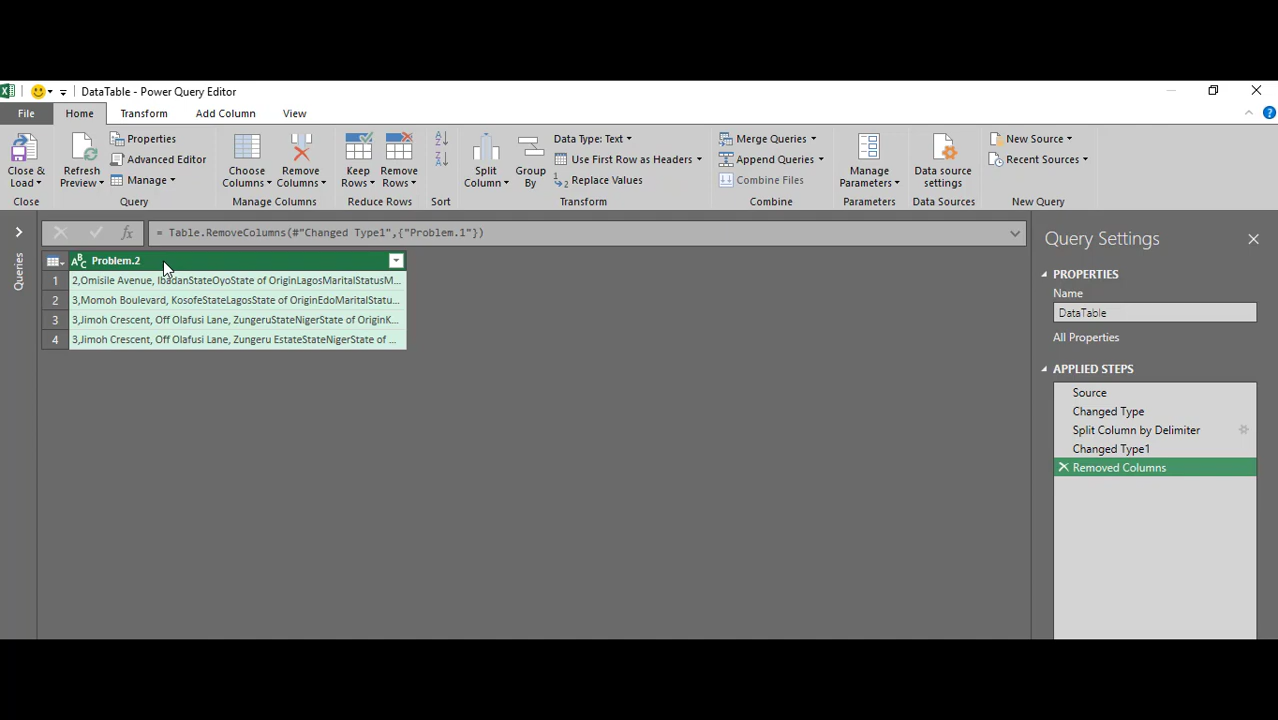 DataTable - Power Query Editor
File Home Transform Add Column View
Close & Load
Close
Refresh Preview
Properties
Advanced Editor
Manage
Query
Choose Columns
Remove Columns
Manage Columns
Keep Rows
Remove Rows
Reduce Rows
Sort
Split Column
Group By
Data Type: Text
Use First Row as Headers
Replace Values
Transform
Merge Queries
Append Queries
Combine Files
Combine
Manage Parameters
Parameters
Data source settings
Data Sources
New Source
Recent Sources
New Query
Queries
fx = Table.RemoveColumns(#"Changed Type1",{"Problem.1"})
ABC Problem.2
1 2,Omisile Avenue, IbadanStateOyoState of OriginLagosMaritalStatusM...
2 3,Momoh Boulevard, KosofeStateLagosState of OriginEdoMaritalStatu...
3 3,Jimoh Crescent, Off Olafusi Lane, ZungeruStateNigerState of OriginK...
4 3,Jimoh Crescent, Off Olafusi Lane, Zungeru EstateStateNigerState of ...
Query Settings
PROPERTIES
Name
DataTable
All Properties
APPLIED STEPS
Source
Changed Type
Split Column by Delimiter
Changed Type1
Removed Columns